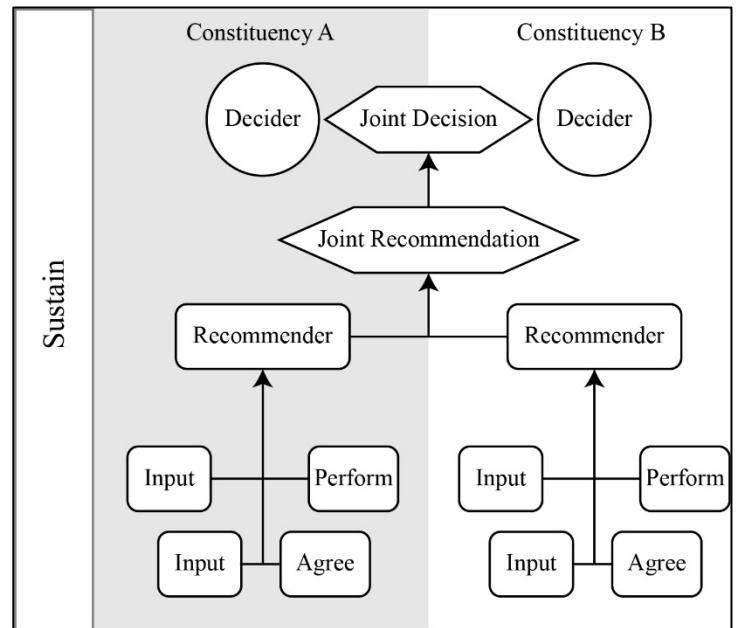 Constituency A
Constituency B
Decider
Joint Decision
Decider
Joint Recommendation
Sustain
Recommender
Recommender
Input
Perform
Input
Perform
Input
Agree
Input
Agree